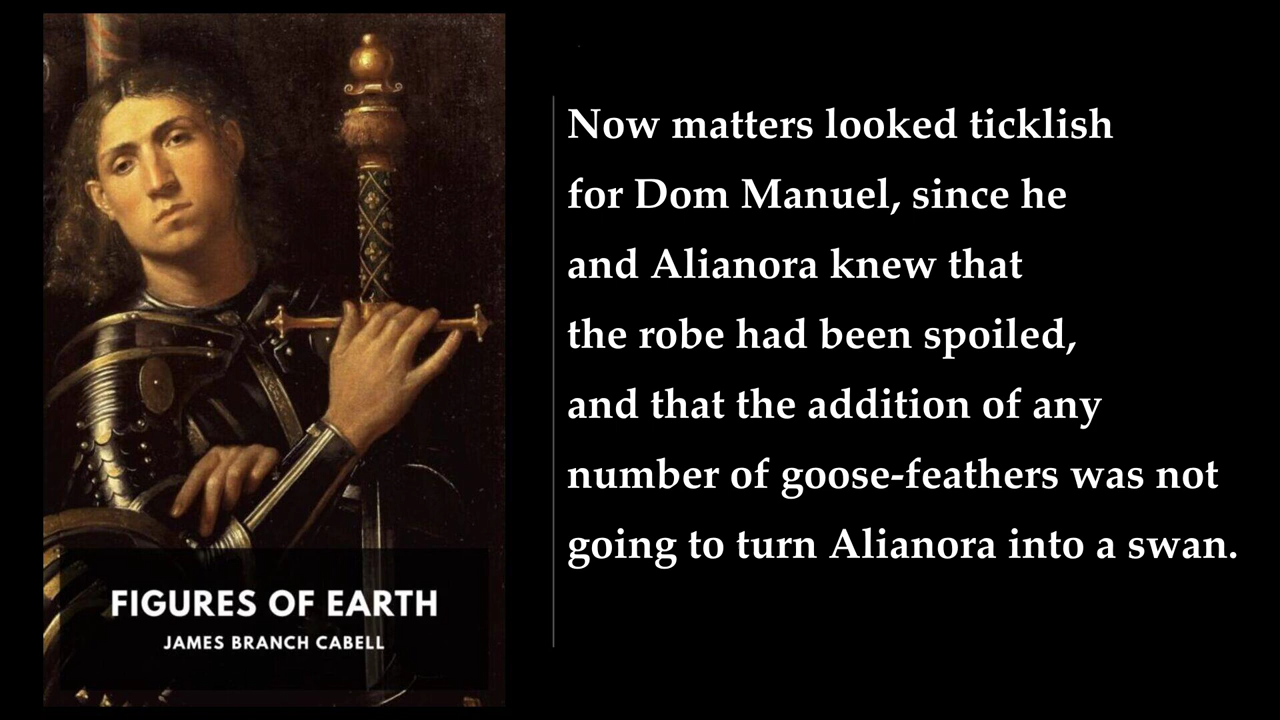 FIGURES OF EARTH
JAMES BRANCH CABELL
Now matters looked ticklish
for Dom Manuel, since he
and Alianora knew that
the robe had been spoiled,
and that the addition of any
number of goose-feathers was not
going to turn Alianora into a swan.